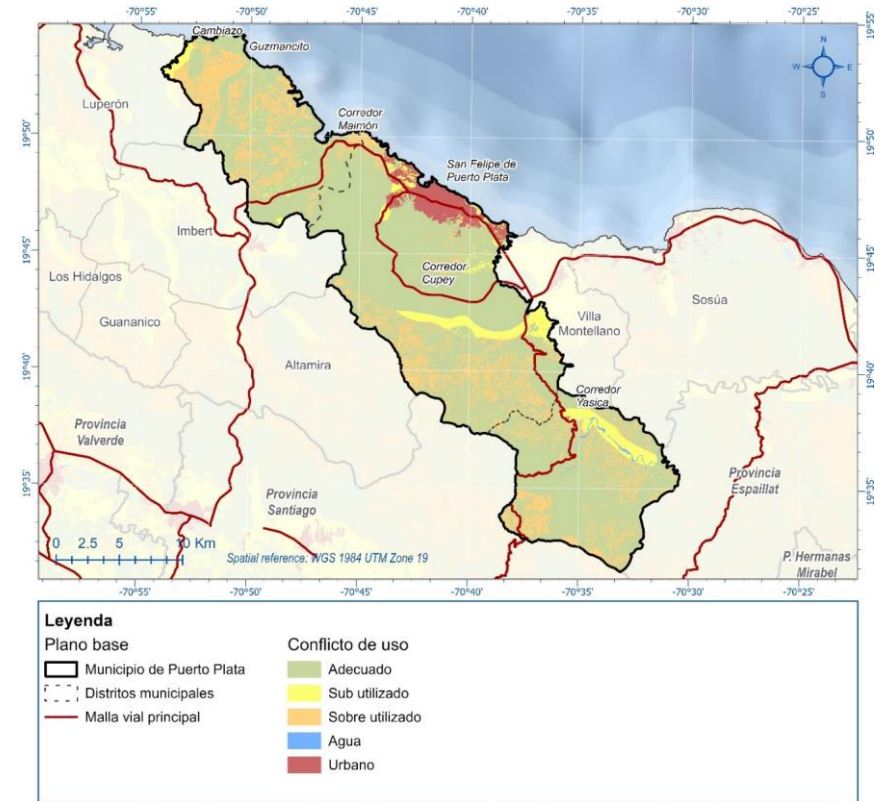 -70°55'
-70°50'
-70°45'
-70°40'
-70°35'
-70°30'
-70°25'
19°55'
Cambiazo
Guzmancito
N
W
E
S
Luperón
Corredor
Maimón
19°50'
19°50'
San Felipe de
Puerto Plata
Imbert
19°45'
19°45'
Los Hidalgos
Corredor
Cupey
Sosúa
Guananico
Villa
Montellano
Altamira
19°40'
19°40'
Corredor
Yasica
Provincia
Valverde
19°35'
19°35'
Provincia
Santiago
Provincia
Espaillat
0 2.5 5 10 Km
Spatial reference: WGS 1984 UTM Zone 19
P. Hermanas
Mirabel
-70°55'
-70°50'
-70°45'
-70°40'
-70°35'
-70°30'
-70°25'
Leyenda
Plano base
Municipio de Puerto Plata
Distritos municipales
Malla vial principal
Conflicto de uso
Adecuado
Sub utilizado
Sobre utilizado
Agua
Urbano